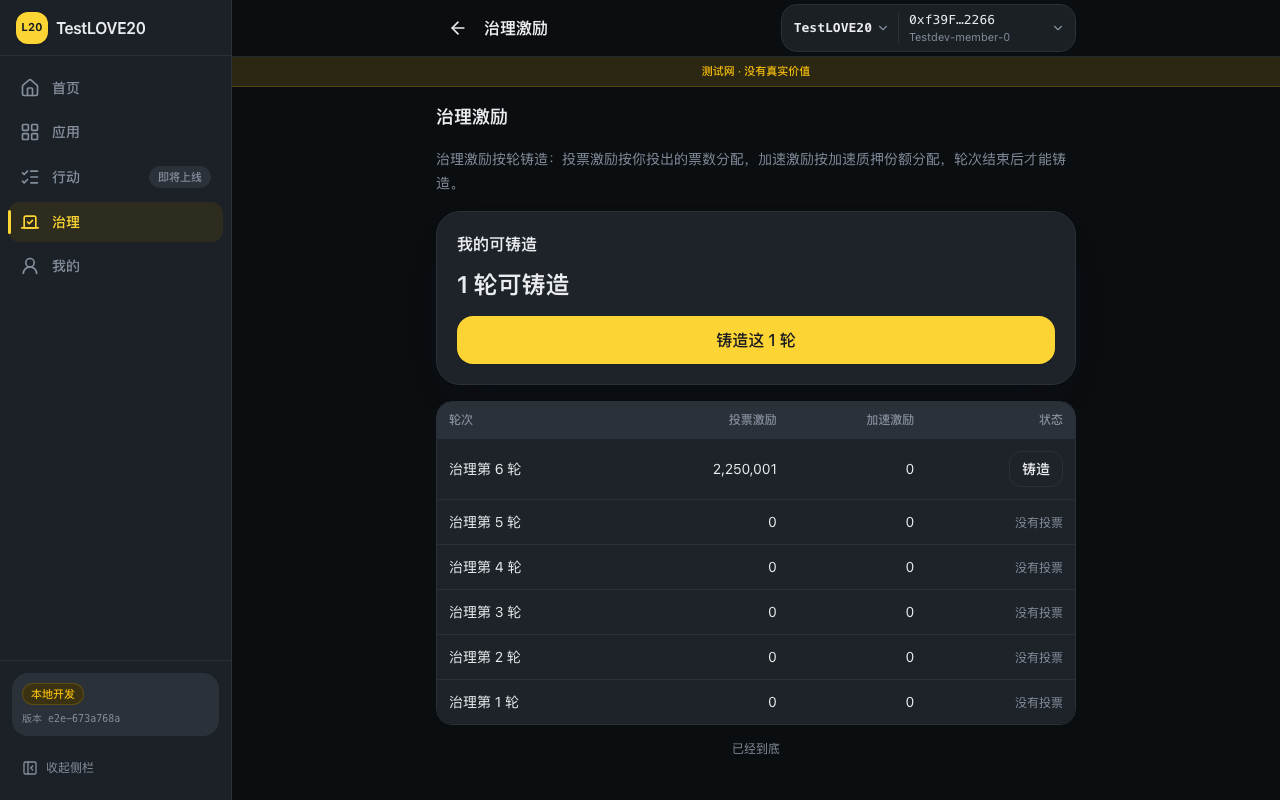 L20 TestLOVE20
首页
应用
行动 即将上线
治理
我的
本地开发
版本 e2e-673a768a
收起侧栏
治理激励
TestLOVE20
0xf39F…2266
Testdev-member-0
测试网 · 没有真实价值
治理激励
治理激励按轮铸造：投票激励按你投出的票数分配，加速激励按加速质押份额分配，轮次结束后才能铸
造。
我的可铸造
1 轮可铸造
铸造这 1 轮
轮次 投票激励 加速激励 状态
治理第 6 轮 2,250,001 0 铸造
治理第 5 轮 0 0 没有投票
治理第 4 轮 0 0 没有投票
治理第 3 轮 0 0 没有投票
治理第 2 轮 0 0 没有投票
治理第 1 轮 0 0 没有投票
已经到底